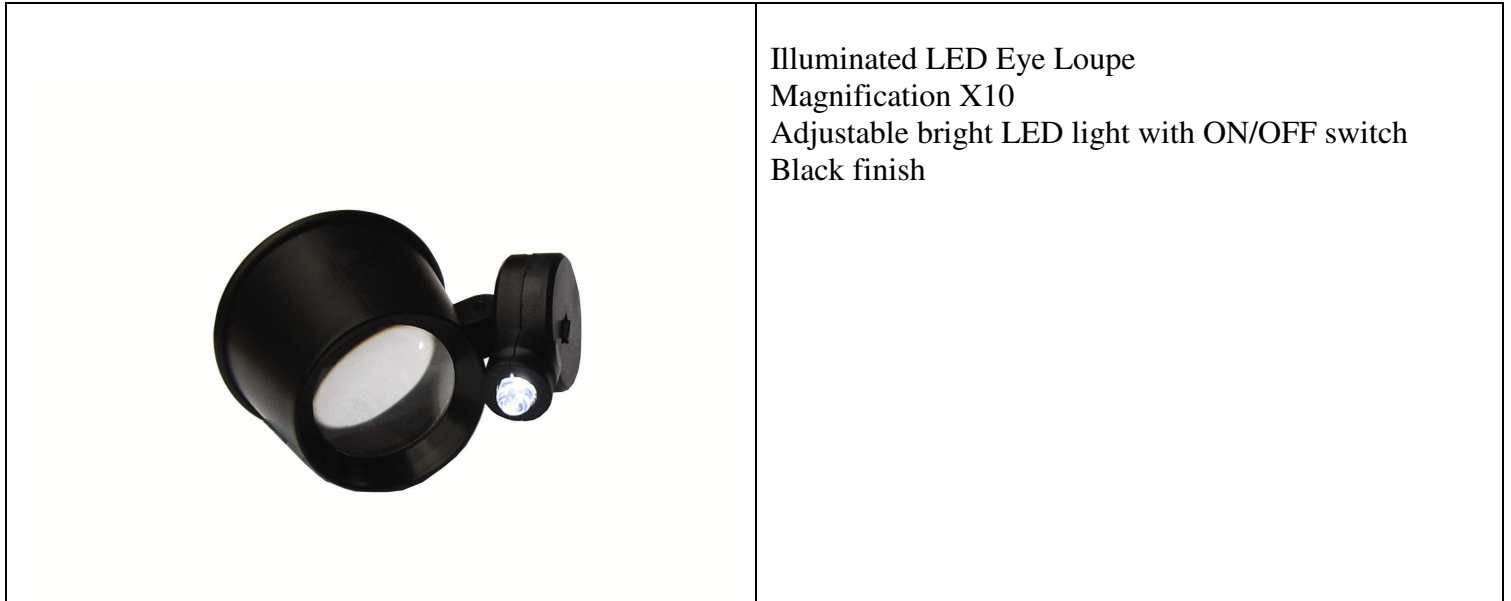 Illuminated LED Eye Loupe
Magnification X10
Adjustable bright LED light with ON/OFF switch
Black finish